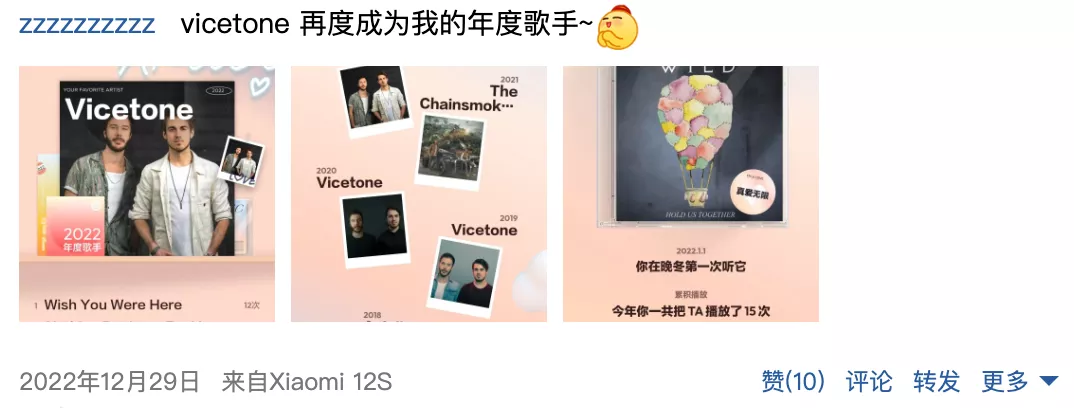 zzzzzzzzzz vicetone 再度成为我的年度歌手~
YOUR FAVORITE ARTIST
2022
Vicetone
LOVE
2022
年度歌手
1 Wish You Were Here 12次
2021
The
Chainsmok…
2020
Vicetone
2019
Vicetone
2018
WILD
真爱无限
HOLD US TOGETHER
2022.1.1
你在晚冬第一次听它
累积播放
今年你一共把 TA 播放了 15 次
2022年12月29日 来自Xiaomi 12S
赞(10) 评论 转发 更多